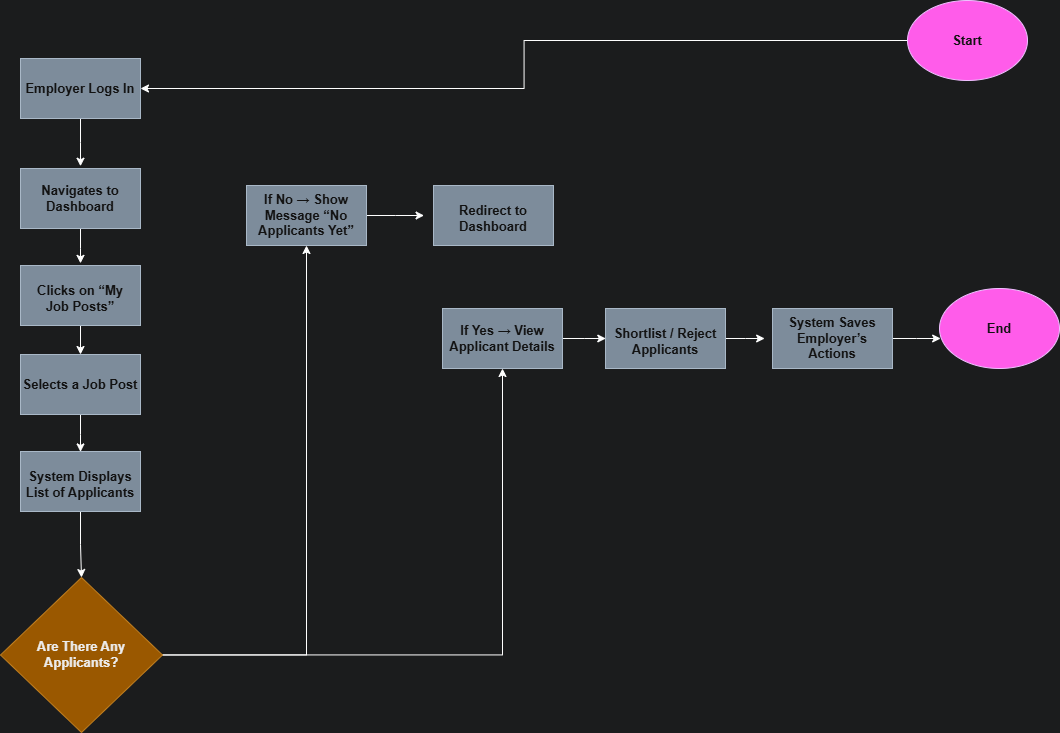 Start
Employer Logs In
Navigates to
Dashboard
If No → Show
Message “No
Applicants Yet”
Redirect to
Dashboard
Clicks on “My
Job Posts”
If Yes → View
Applicant Details
Shortlist / Reject
Applicants
System Saves
Employer’s
Actions
End
Selects a Job Post
System Displays
List of Applicants
Are There Any
Applicants?